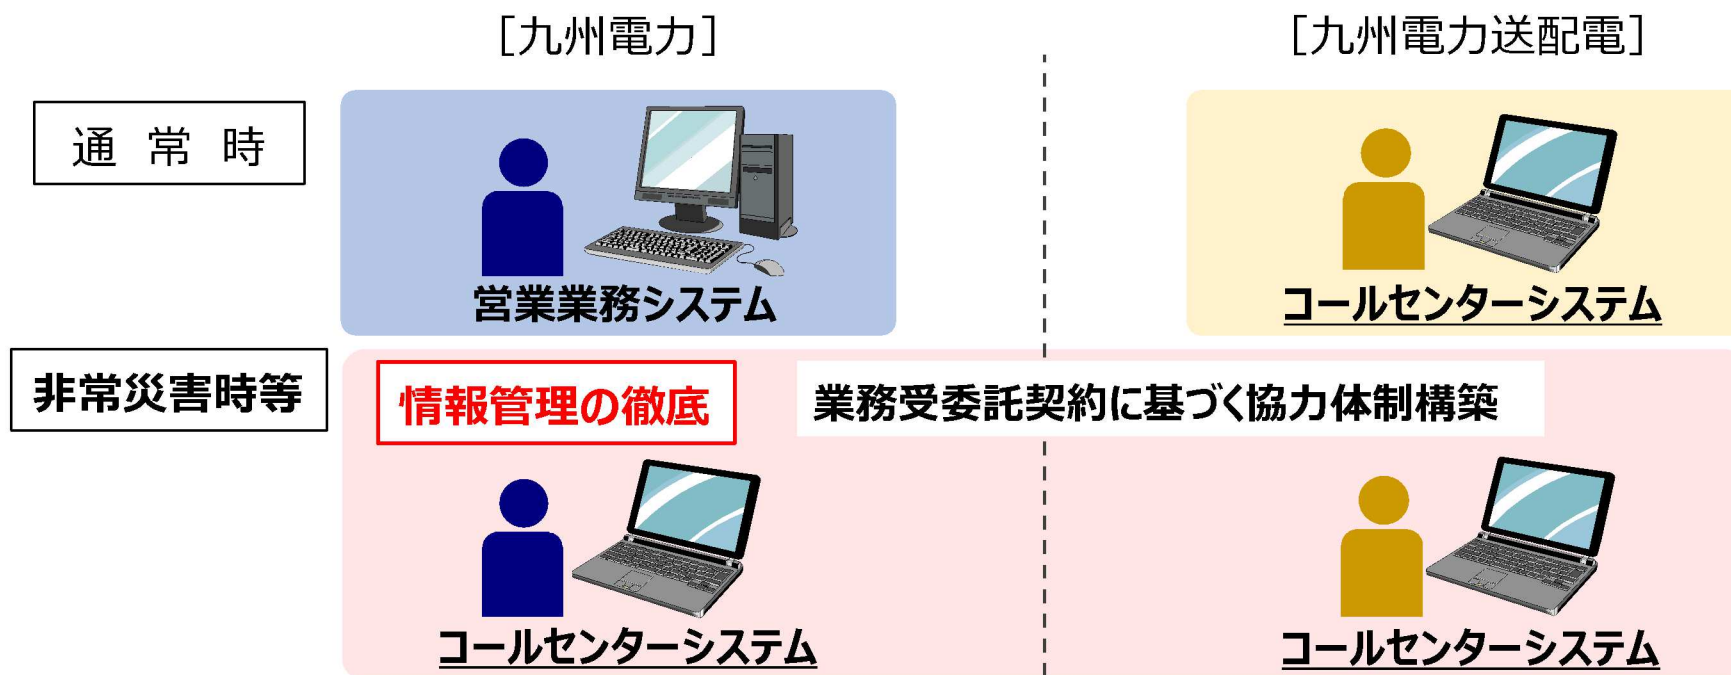 ［九州電力］
［九州電力送配電］
通常時
営業業務システム
コールセンターシステム
非常災害時等
情報管理の徹底
業務受委託契約に基づく協力体制構築
コールセンターシステム
コールセンターシステム